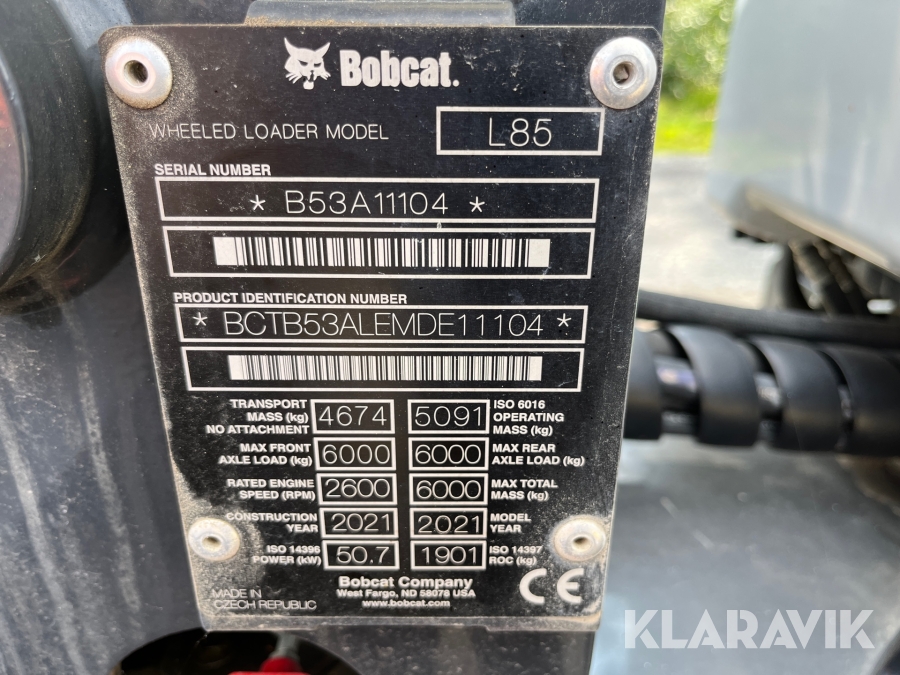 Bobcat.
WHEELED LOADER MODEL L85
SERIAL NUMBER
* B53A11104 *
PRODUCT IDENTIFICATION NUMBER
* BCTB53ALEMDE11104 *
TRANSPORT MASS (kg) NO ATTACHMENT 4674 5091 ISO 6016 OPERATING MASS (kg)
MAX FRONT AXLE LOAD (kg) 6000 6000 MAX REAR AXLE LOAD (kg)
RATED ENGINE SPEED (RPM) 2600 6000 MAX TOTAL MASS (kg)
CONSTRUCTION YEAR 2021 2021 MODEL YEAR
ISO 14396 POWER (kW) 50.7 1901 ISO 14397 ROC (kg)
Bobcat Company
West Fargo, ND 58078 USA
www.bobcat.com
MADE IN
CZECH REPUBLIC
CE
KLARAVIK